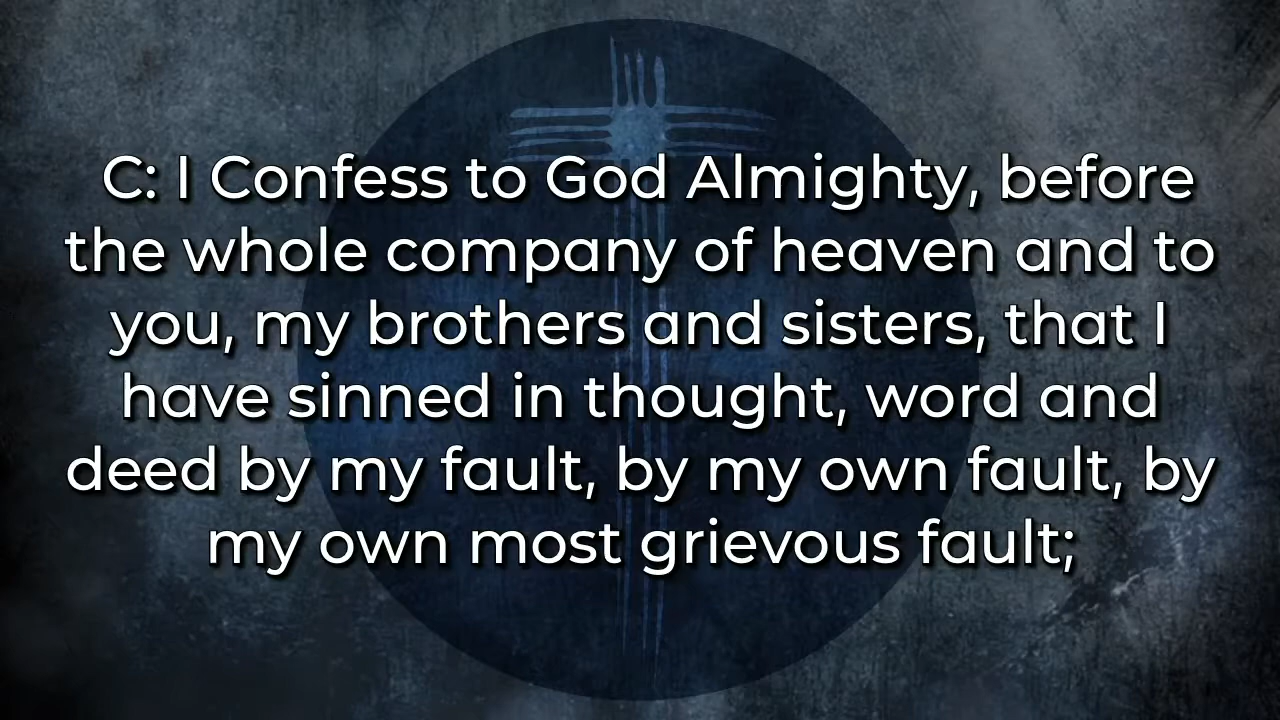 C: I Confess to God Almighty, before
the whole company of heaven and to
you, my brothers and sisters, that I
have sinned in thought, word and
deed by my fault, by my own fault, by
my own most grievous fault;